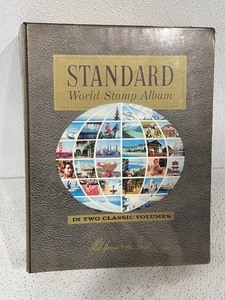 STANDARD
World Stamp Album
IN TWO CLASSIC VOLUMES